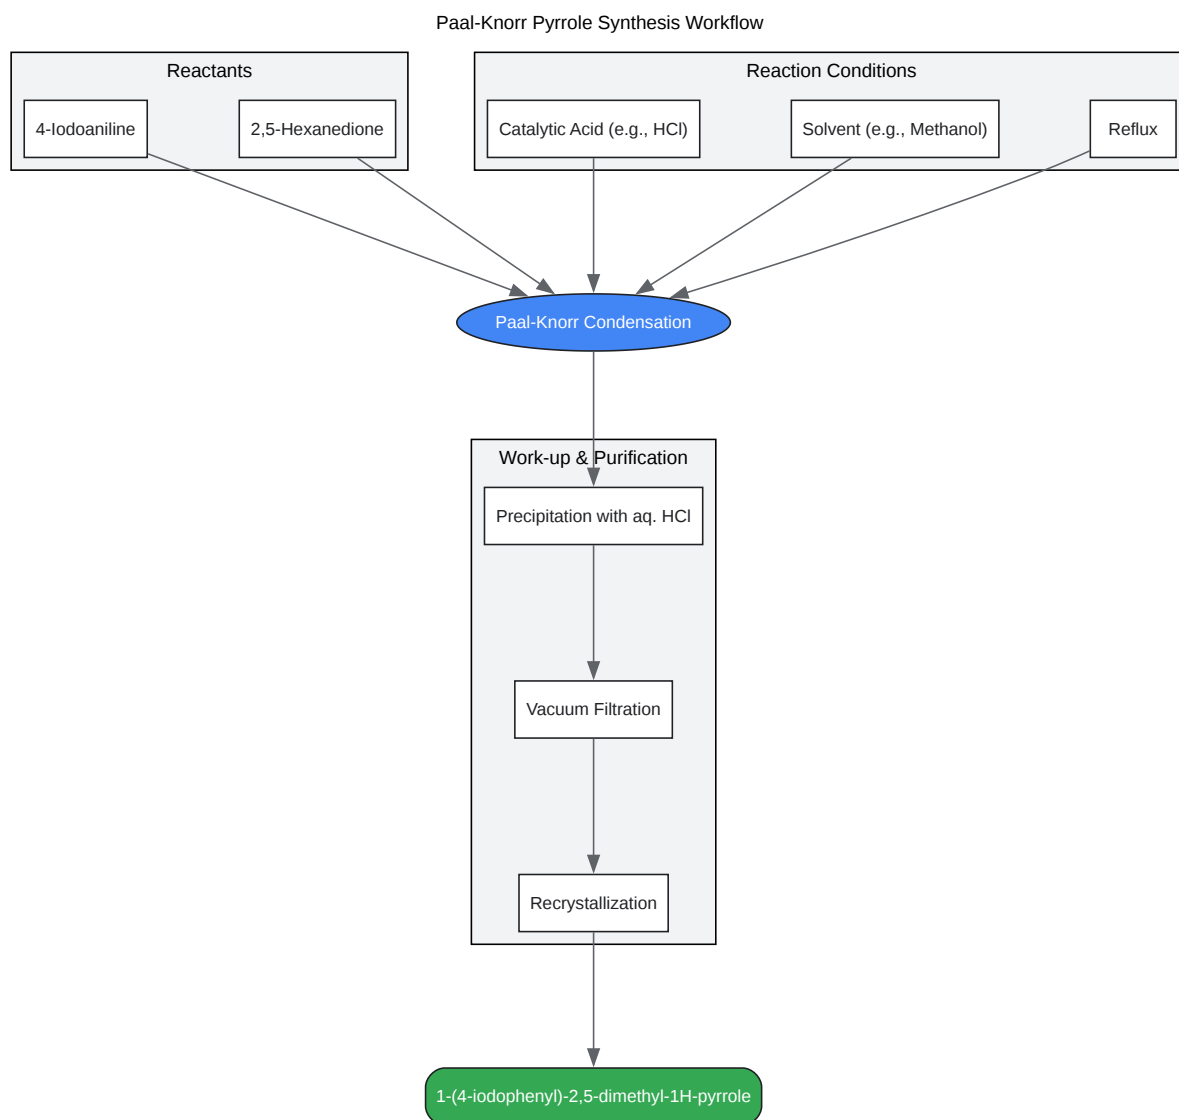 Paal-Knorr Pyrrole Synthesis Workflow
Reactants
Reaction Conditions
4-Iodoaniline
2,5-Hexanedione
Catalytic Acid (e.g., HCl)
Solvent (e.g., Methanol)
Reflux
Paal-Knorr Condensation
Work-up & Purification
Precipitation with aq. HCl
Vacuum Filtration
Recrystallization
1-(4-iodophenyl)-2,5-dimethyl-1H-pyrrole